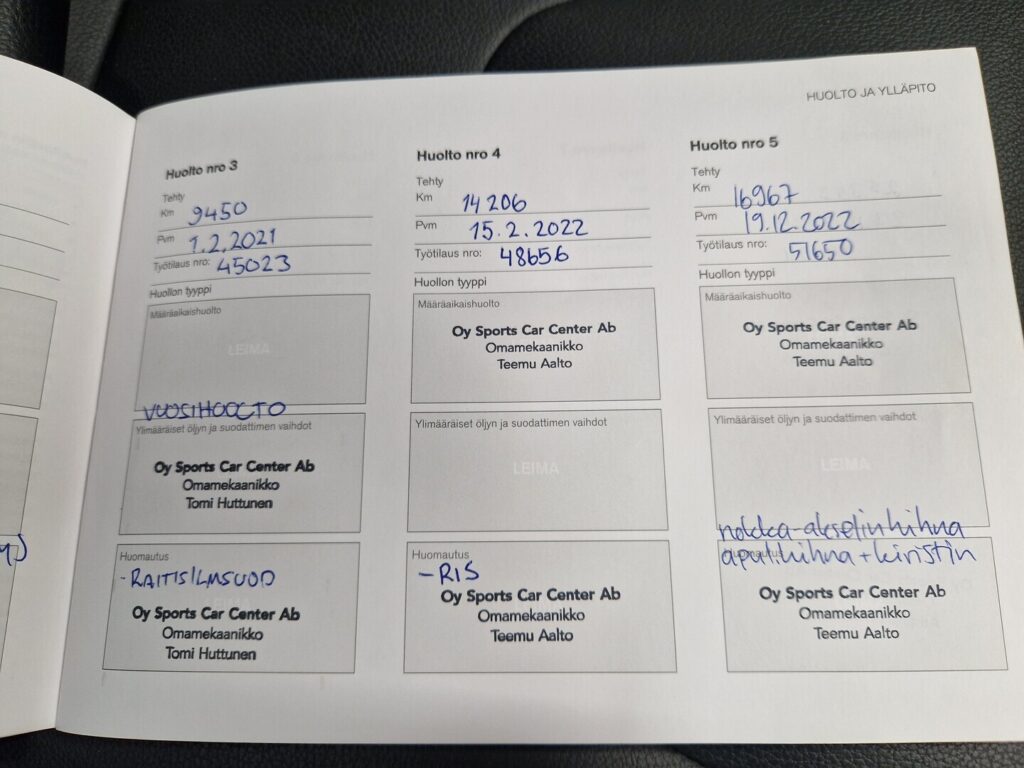 HUOLTO JA YLLÄPITO
Huolto nro 3
Tehty
Km 9450
Pvm 1.2.2021
Työtilaus nro: 45023
Huollon tyyppi
Määräaikaishuolto
LEIMA
VUOSIHUOLTO
Ylimääräiset öljyn ja suodattimen vaihdot
Oy Sports Car Center Ab
Omamekaanikko
Tomi Huttunen
Huomautus
-RAITISILMSUOD
Oy Sports Car Center Ab
Omamekaanikko
Tomi Huttunen
Huolto nro 4
Tehty
Km 14 206
Pvm 15.2.2022
Työtilaus nro: 48656
Huollon tyyppi
Määräaikaishuolto
Oy Sports Car Center Ab
Omamekaanikko
Teemu Aalto
Ylimääräiset öljyn ja suodattimen vaihdot
LEIMA
Huomautus
-RIS
Oy Sports Car Center Ab
Omamekaanikko
Teemu Aalto
Huolto nro 5
Tehty
Km 16967
Pvm 19.12.2022
Työtilaus nro: 51650
Huollon tyyppi
Määräaikaishuolto
Oy Sports Car Center Ab
Omamekaanikko
Teemu Aalto
Ylimääräiset öljyn ja suodattimen vaihdot
LEIMA
nokka-akselinhihna
Huomautus
apul.hihna+kiristin
Oy Sports Car Center Ab
Omamekaanikko
Teemu Aalto